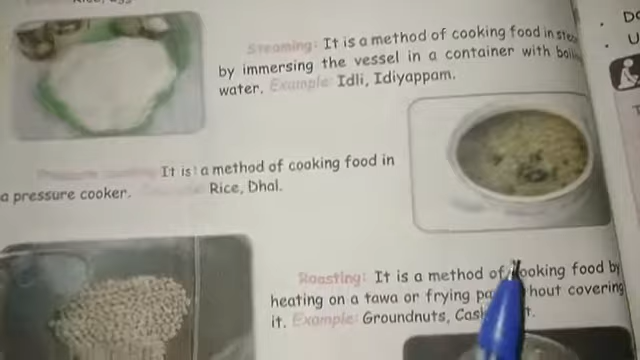 Steaming: It is a method of cooking food in
by immersing the vessel in a container with
water. Example: Idli, Idiyappam.
It is a method of cooking food in
a pressure cooker. Rice, Dhal.
Roasting: It is a method of cooking food by
heating on a tawa or frying covering
it. Example: Groundnuts,